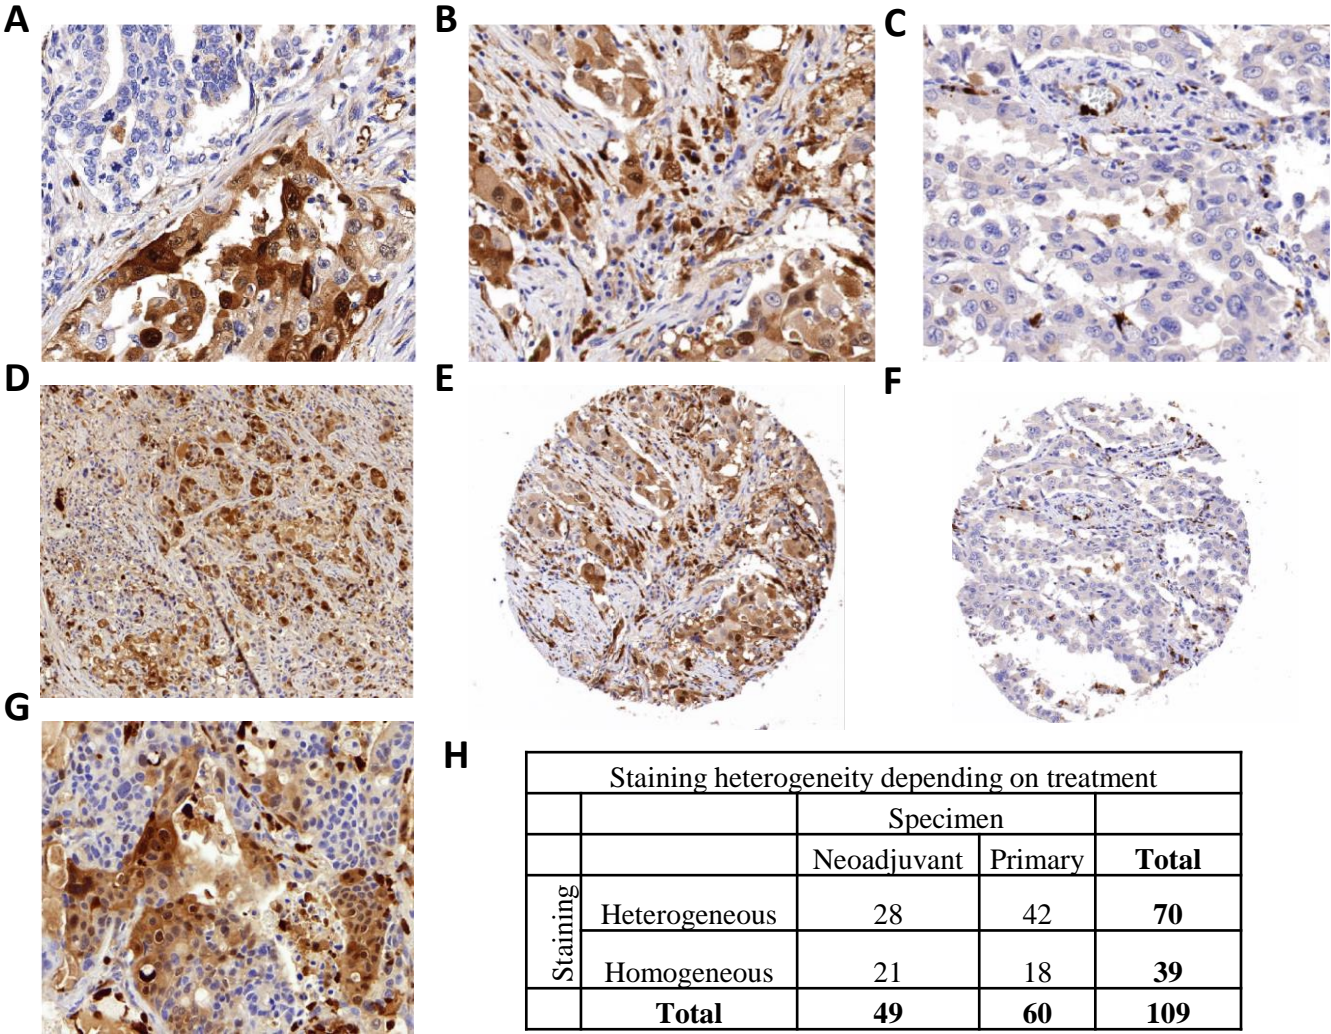 A
B
C
D
E
F
G
H
Staining heterogeneity depending on treatment
Specimen
Neoadjuvant Primary Total
Staining
Heterogeneous 28 42 70
Homogeneous 21 18 39
Total 49 60 109